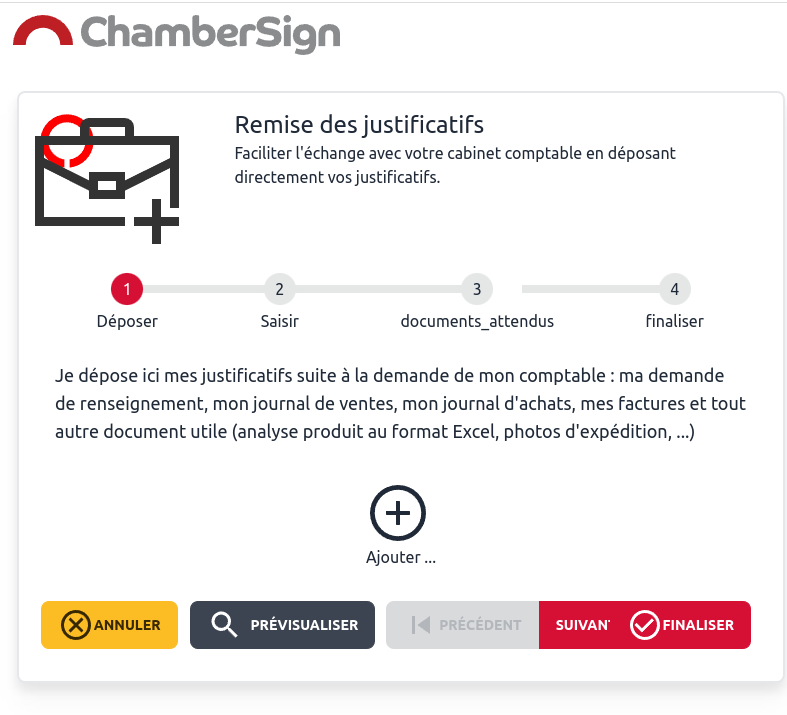 ChamberSign
Remise des justificatifs
Faciliter l'échange avec votre cabinet comptable en déposant
directement vos justificatifs.
1
2
3
4
Déposer
Saisir
documents_attendus
finaliser
Je dépose ici mes justificatifs suite à la demande de mon comptable : ma demande
de renseignement, mon journal de ventes, mon journal d'achats, mes factures et tout
autre document utile (analyse produit au format Excel, photos d'expédition, ...)
Ajouter ...
ANNULER
PRÉVISUALISER
PRÉCÉDENT
SUIVAN
FINALISER